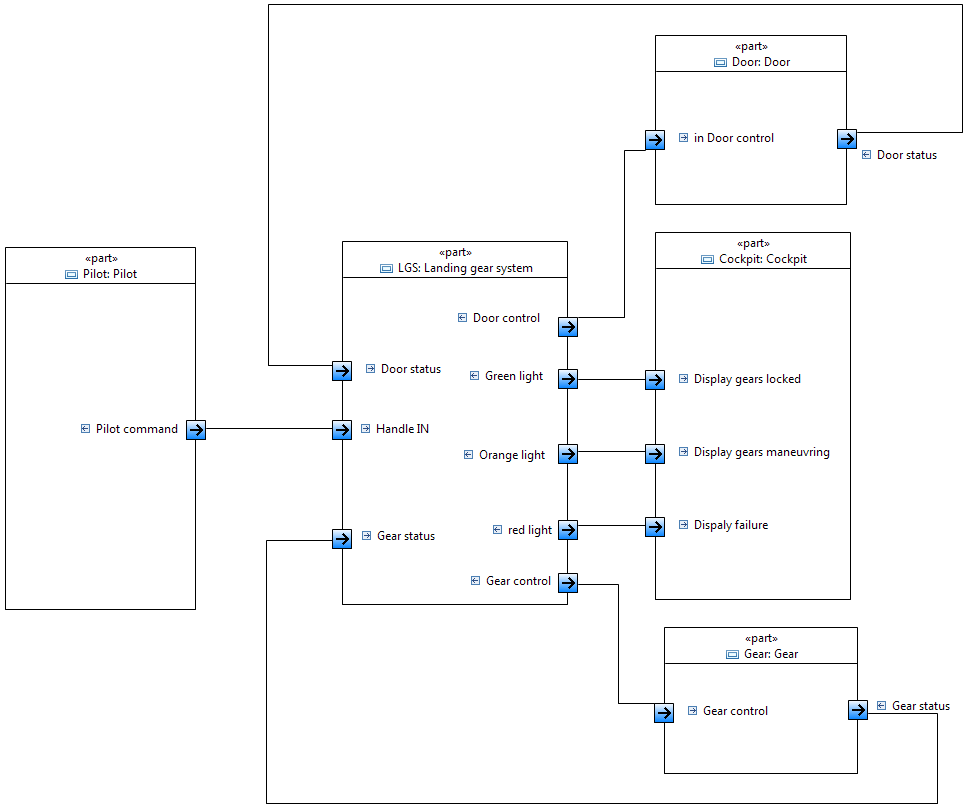 «part»
Door: Door
in Door control
Door status
«part»
Pilot: Pilot
Pilot command
«part»
LGS: Landing gear system
Door control
Door status
Green light
Handle IN
Orange light
Gear status
red light
Gear control
«part»
Cockpit: Cockpit
Display gears locked
Display gears maneuvring
Dispaly failure
«part»
Gear: Gear
Gear control
Gear status